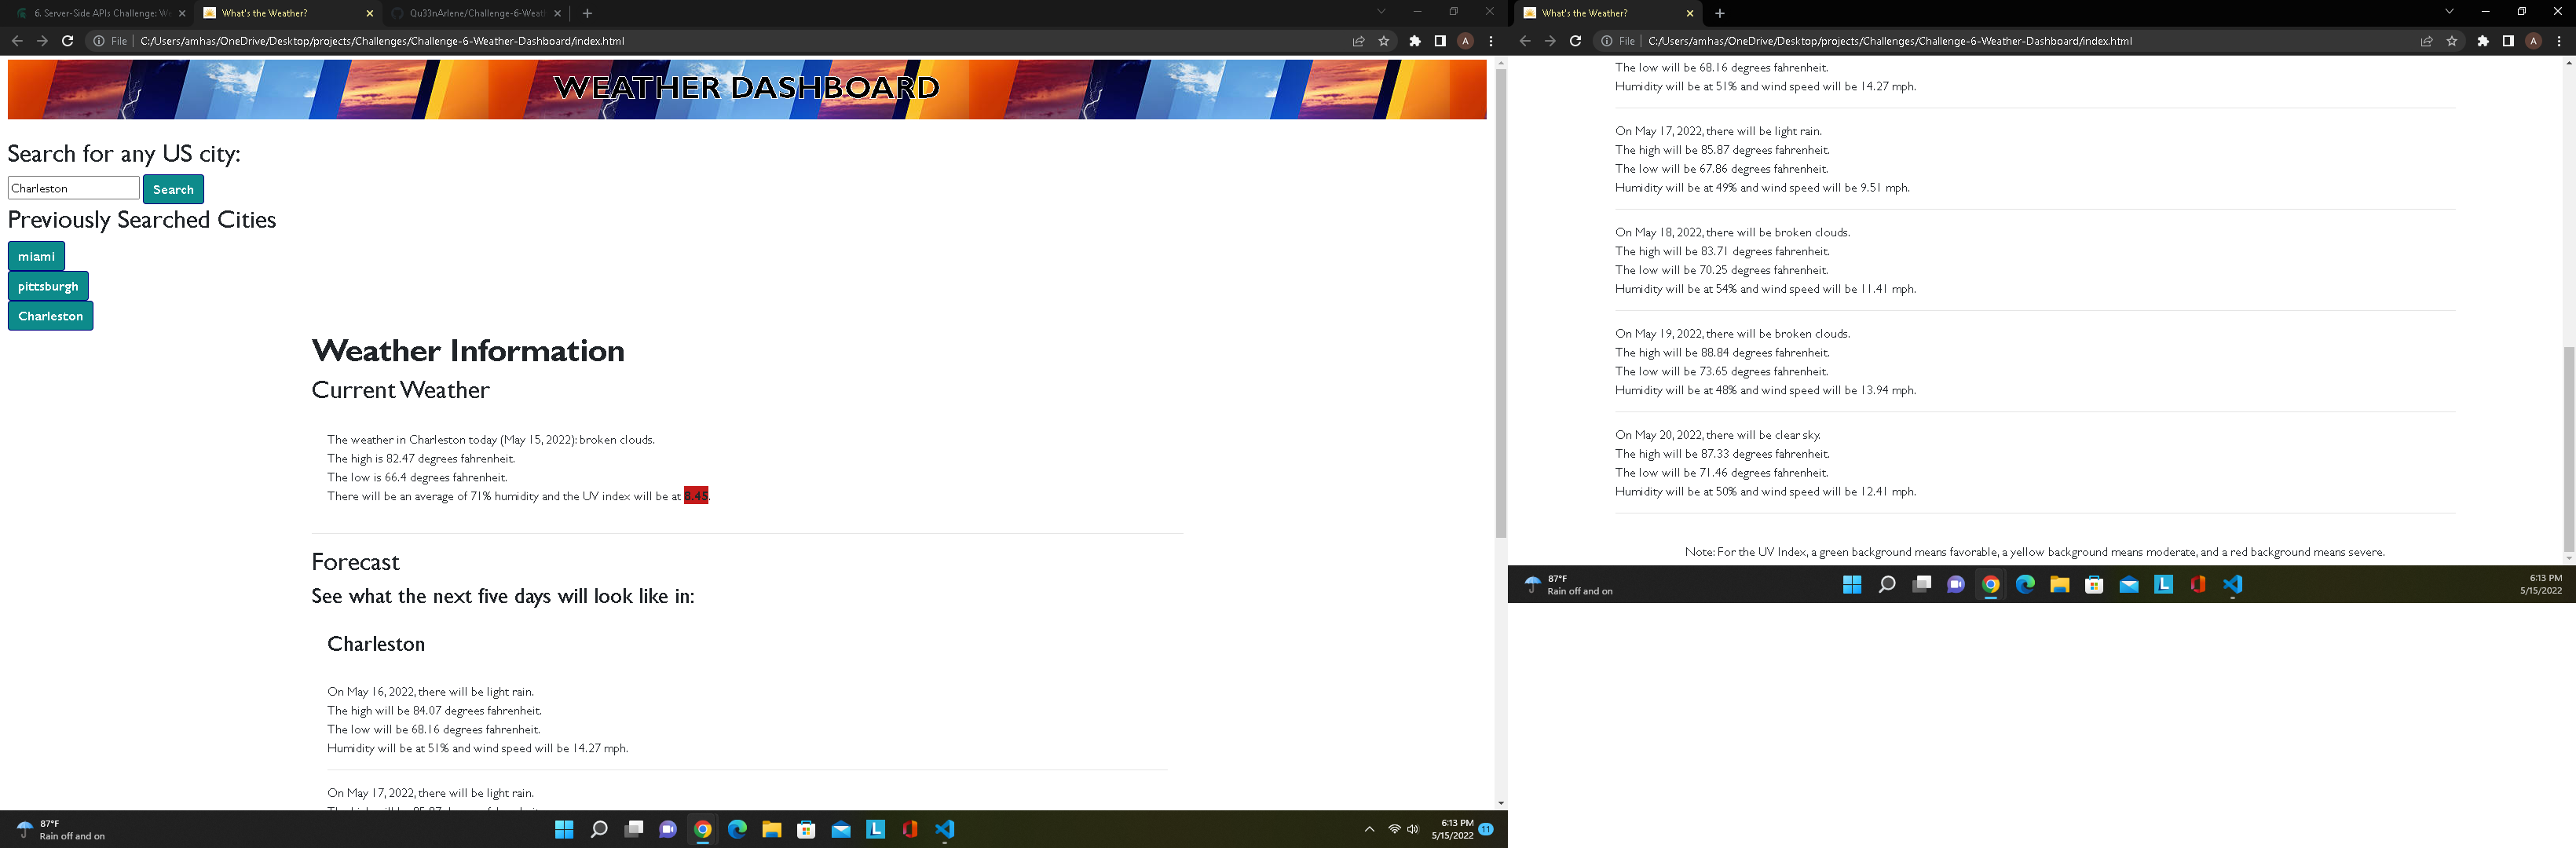 6. Server-Side APIs Challenge: We
What's the Weather?
Qu33nArlene/Challenge-6-Weath
File
C:/Users/amhas/OneDrive/Desktop/projects/Challenges/Challenge-6-Weather-Dashboard/index.html
A
WEATHER DASHBOARD
Search for any US city:
Charleston
Search
Previously Searched Cities
miami
pittsburgh
Charleston
Weather Information
Current Weather
The weather in Charleston today (May 15, 2022): broken clouds.
The high is 82.47 degrees fahrenheit.
The low is 66.4 degrees fahrenheit.
There will be an average of 71% humidity and the UV index will be at 8.45.
Forecast
See what the next five days will look like in:
Charleston
On May 16, 2022, there will be light rain.
The high will be 84.07 degrees fahrenheit.
The low will be 68.16 degrees fahrenheit.
Humidity will be at 51% and wind speed will be 14.27 mph.
On May 17, 2022, there will be light rain.
The high will be 85.87 degrees fahrenheit.
87°F
Rain off and on
L
6:13 PM
5/15/2022
11
What's the Weather?
File
C:/Users/amhas/OneDrive/Desktop/projects/Challenges/Challenge-6-Weather-Dashboard/index.html
A
The low will be 68.16 degrees fahrenheit.
Humidity will be at 51% and wind speed will be 14.27 mph.
On May 17, 2022, there will be light rain.
The high will be 85.87 degrees fahrenheit.
The low will be 67.86 degrees fahrenheit.
Humidity will be at 49% and wind speed will be 9.51 mph.
On May 18, 2022, there will be broken clouds.
The high will be 83.71 degrees fahrenheit.
The low will be 70.25 degrees fahrenheit.
Humidity will be at 54% and wind speed will be 11.41 mph.
On May 19, 2022, there will be broken clouds.
The high will be 88.84 degrees fahrenheit.
The low will be 73.65 degrees fahrenheit.
Humidity will be at 48% and wind speed will be 13.94 mph.
On May 20, 2022, there will be clear sky.
The high will be 87.33 degrees fahrenheit.
The low will be 71.46 degrees fahrenheit.
Humidity will be at 50% and wind speed will be 12.41 mph.
Note: For the UV Index, a green background means favorable, a yellow background means moderate, and a red background means severe.
87°F
Rain off and on
L
6:13 PM
5/15/2022